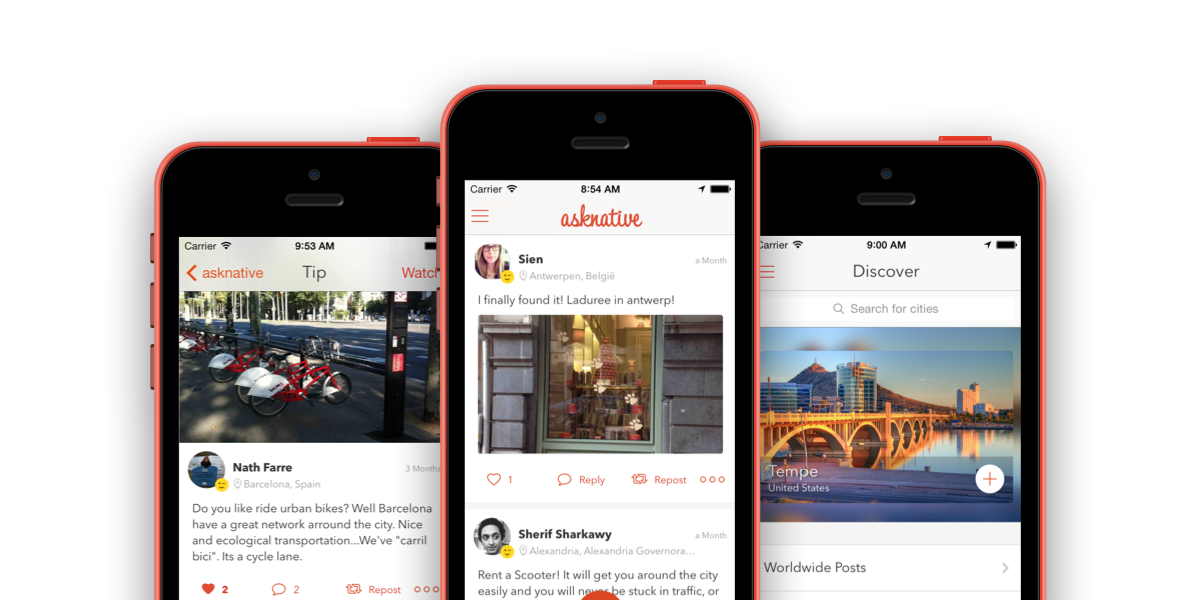 Carrier
9:53 AM
asknative
Tip
Watch
Nath Farre
3 Months
Barcelona, Spain
Do you like ride urban bikes? Well Barcelona
have a great network arround the city. Nice
and ecological transportation...We've "carril
bici". Its a cycle lane.
2
2
Repost
Carrier
8:54 AM
asknative
Sien
a Month
Antwerpen, België
I finally found it! Laduree in antwerp!
1
Reply
Repost
Sherif Sharkawy
a Month
Alexandria, Alexandria Governora...
Rent a Scooter! It will get you around the city
easily and you will never be stuck in traffic, or
Carrier
9:00 AM
Discover
Search for cities
Tempe
United States
Worldwide Posts